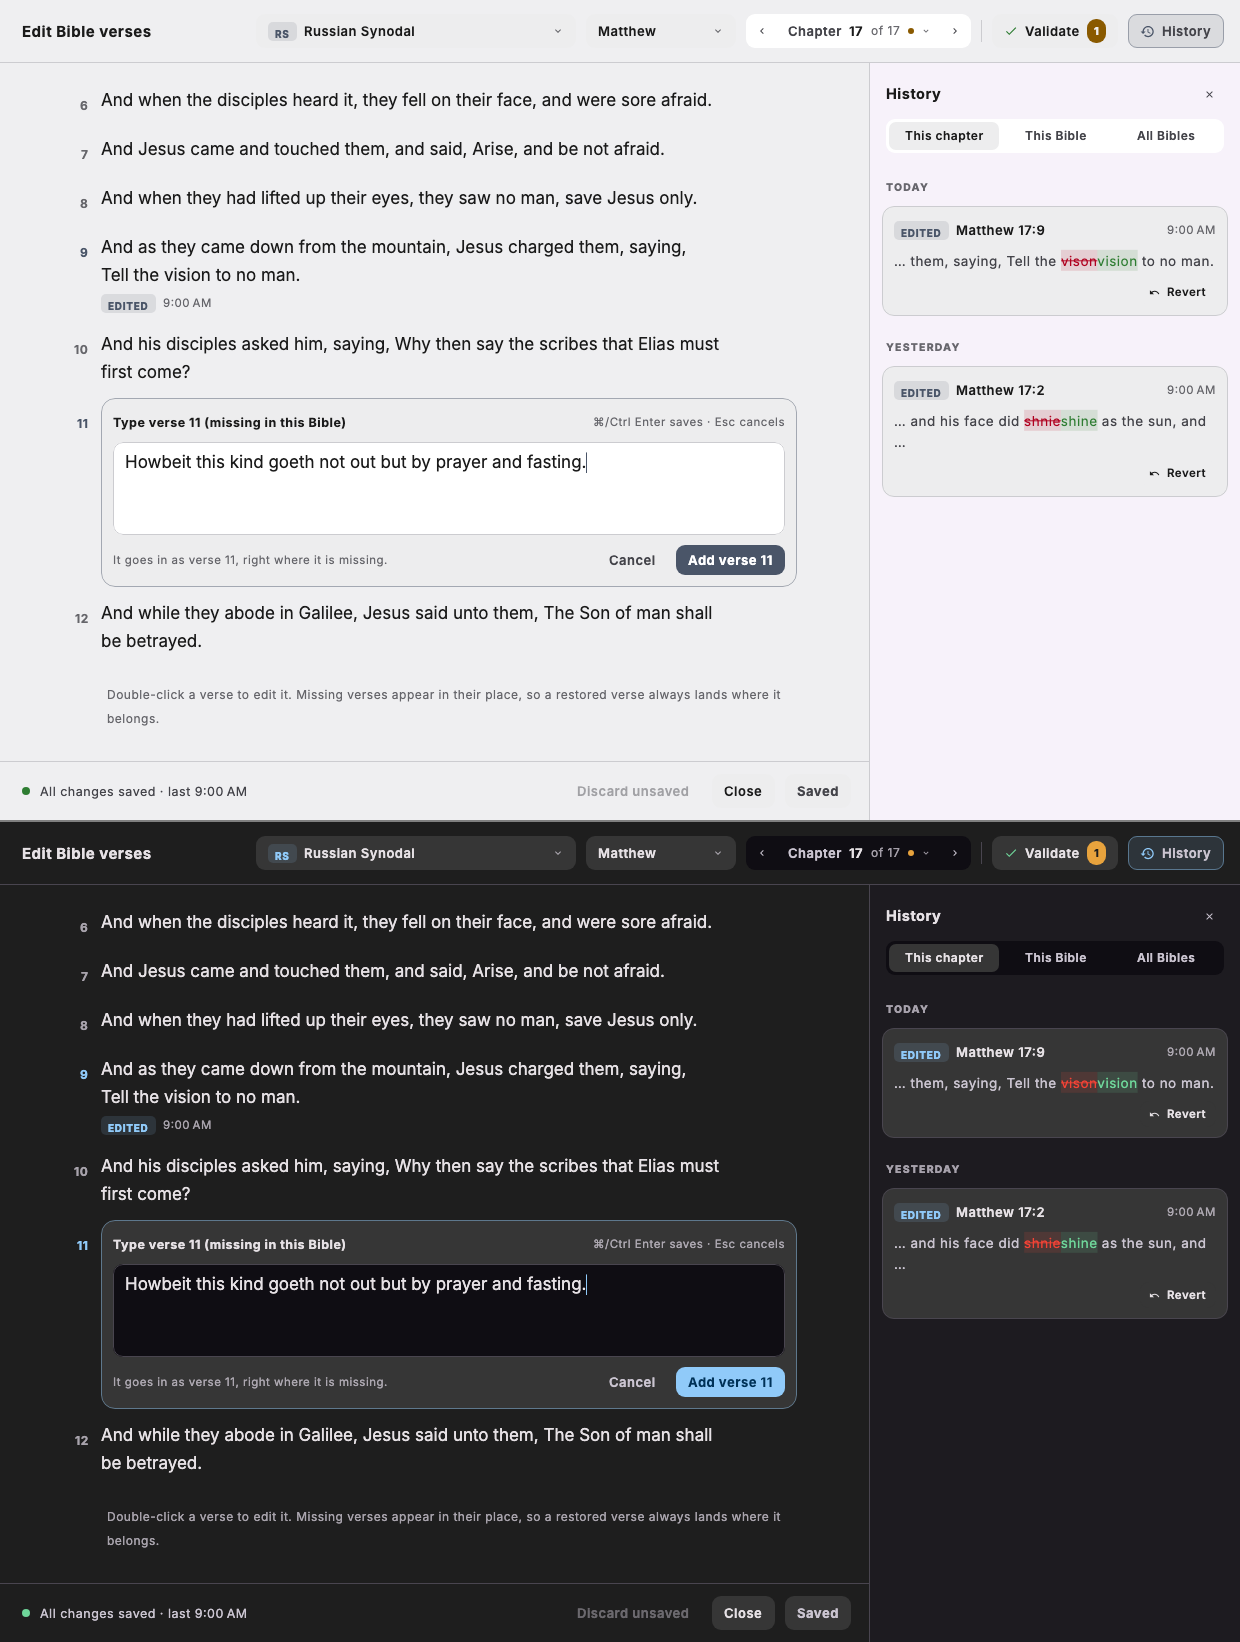 Edit Bible verses
RS Russian Synodal
Matthew
‹ Chapter 17 of 17 ›
Validate 1
History
6 And when the disciples heard it, they fell on their face, and were sore afraid.
7 And Jesus came and touched them, and said, Arise, and be not afraid.
8 And when they had lifted up their eyes, they saw no man, save Jesus only.
9 And as they came down from the mountain, Jesus charged them, saying,
Tell the vision to no man.
EDITED 9:00 AM
10 And his disciples asked him, saying, Why then say the scribes that Elias must
first come?
11 Type verse 11 (missing in this Bible) ⌘/Ctrl Enter saves · Esc cancels
Howbeit this kind goeth not out but by prayer and fasting.
It goes in as verse 11, right where it is missing. Cancel Add verse 11
12 And while they abode in Galilee, Jesus said unto them, The Son of man shall
be betrayed.
Double-click a verse to edit it. Missing verses appear in their place, so a restored verse always lands where it
belongs.
All changes saved · last 9:00 AM Discard unsaved Close Saved
History ×
This chapter This Bible All Bibles
TODAY
EDITED Matthew 17:9 9:00 AM
... them, saying, Tell the visonvision to no man.
Revert
YESTERDAY
EDITED Matthew 17:2 9:00 AM
... and his face did shnieshine as the sun, and
...
Revert
Edit Bible verses
RS Russian Synodal
Matthew
‹ Chapter 17 of 17 ›
Validate 1
History
6 And when the disciples heard it, they fell on their face, and were sore afraid.
7 And Jesus came and touched them, and said, Arise, and be not afraid.
8 And when they had lifted up their eyes, they saw no man, save Jesus only.
9 And as they came down from the mountain, Jesus charged them, saying,
Tell the vision to no man.
EDITED 9:00 AM
10 And his disciples asked him, saying, Why then say the scribes that Elias must
first come?
11 Type verse 11 (missing in this Bible) ⌘/Ctrl Enter saves · Esc cancels
Howbeit this kind goeth not out but by prayer and fasting.
It goes in as verse 11, right where it is missing. Cancel Add verse 11
12 And while they abode in Galilee, Jesus said unto them, The Son of man shall
be betrayed.
Double-click a verse to edit it. Missing verses appear in their place, so a restored verse always lands where it
belongs.
All changes saved · last 9:00 AM Discard unsaved Close Saved
History ×
This chapter This Bible All Bibles
TODAY
EDITED Matthew 17:9 9:00 AM
... them, saying, Tell the visonvision to no man.
Revert
YESTERDAY
EDITED Matthew 17:2 9:00 AM
... and his face did shnieshine as the sun, and
...
Revert